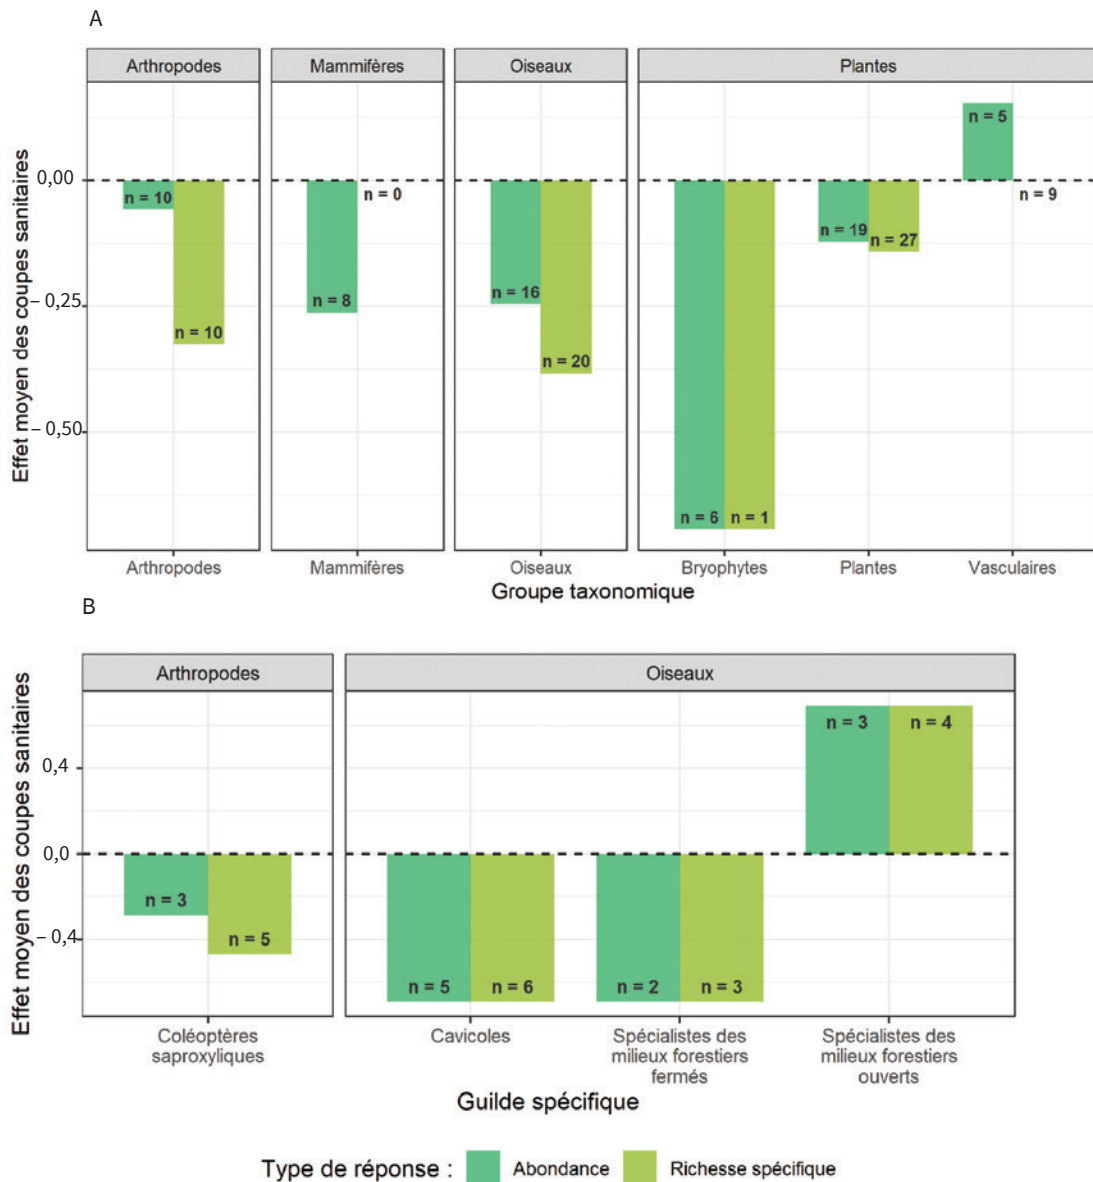 A
Arthropodes
Mammifères
Oiseaux
Plantes
Effet moyen des coupes sanitaires
0,00
– 0,25
– 0,50
n = 10
n = 10
n = 8
n = 0
n = 16
n = 20
n = 6
n = 1
n = 19
n = 27
n = 5
n = 9
Arthropodes
Mammifères
Oiseaux
Bryophytes
Plantes
Vasculaires
Groupe taxonomique
B
Arthropodes
Oiseaux
Effet moyen des coupes sanitaires
0,4
0,0
– 0,4
n = 3
n = 5
n = 5
n = 6
n = 2
n = 3
n = 3
n = 4
Coléoptères
saproxyliques
Cavicoles
Spécialistes des
milieux forestiers
fermés
Spécialistes des
milieux forestiers
ouverts
Guilde spécifique
Type de réponse :
Abondance
Richesse spécifique